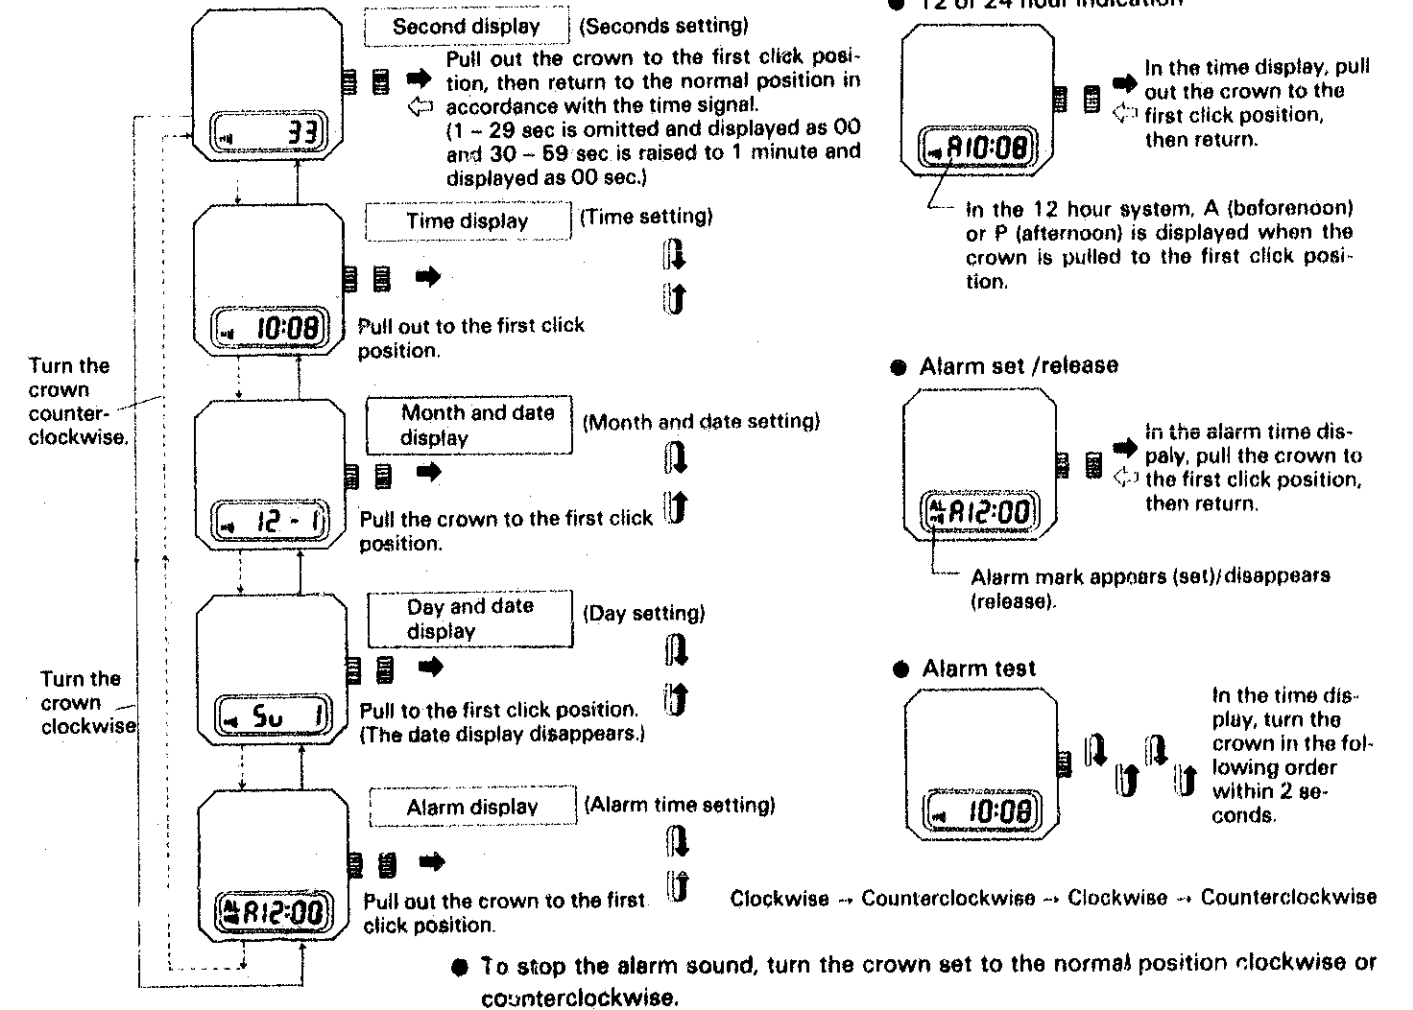 Second display (Seconds setting)
Pull out the crown to the first click posi-
tion, then return to the normal position in
accordance with the time signal.
(1 – 29 sec is omitted and displayed as 00
and 30 – 59 sec is raised to 1 minute and
displayed as 00 sec.)
33
Time display (Time setting)
10:08
Pull out to the first click
position.
Turn the
crown
counter-
clockwise.
Month and date
display
(Month and date setting)
12 - 1
Pull the crown to the first click
position.
Day and date
display
(Day setting)
Su 1
Pull to the first click position.
(The date display disappears.)
Turn the
crown
clockwise
Alarm display (Alarm time setting)
AL A12:00
Pull out the crown to the first
click position.
● 12 or 24 hour indication
In the time display, pull
out the crown to the
first click position,
then return.
A10:08
In the 12 hour system, A (beforenoon)
or P (afternoon) is displayed when the
crown is pulled to the first click posi-
tion.
● Alarm set /release
In the alarm time dis-
paly, pull the crown to
the first click position,
then return.
AL A12:00
Alarm mark appears (set)/disappears
(release).
● Alarm test
In the time dis-
play, turn the
crown in the fol-
lowing order
within 2 se-
conds.
10:08
Clockwise → Counterclockwise → Clockwise → Counterclockwise
● To stop the alarm sound, turn the crown set to the normal position clockwise or
counterclockwise.